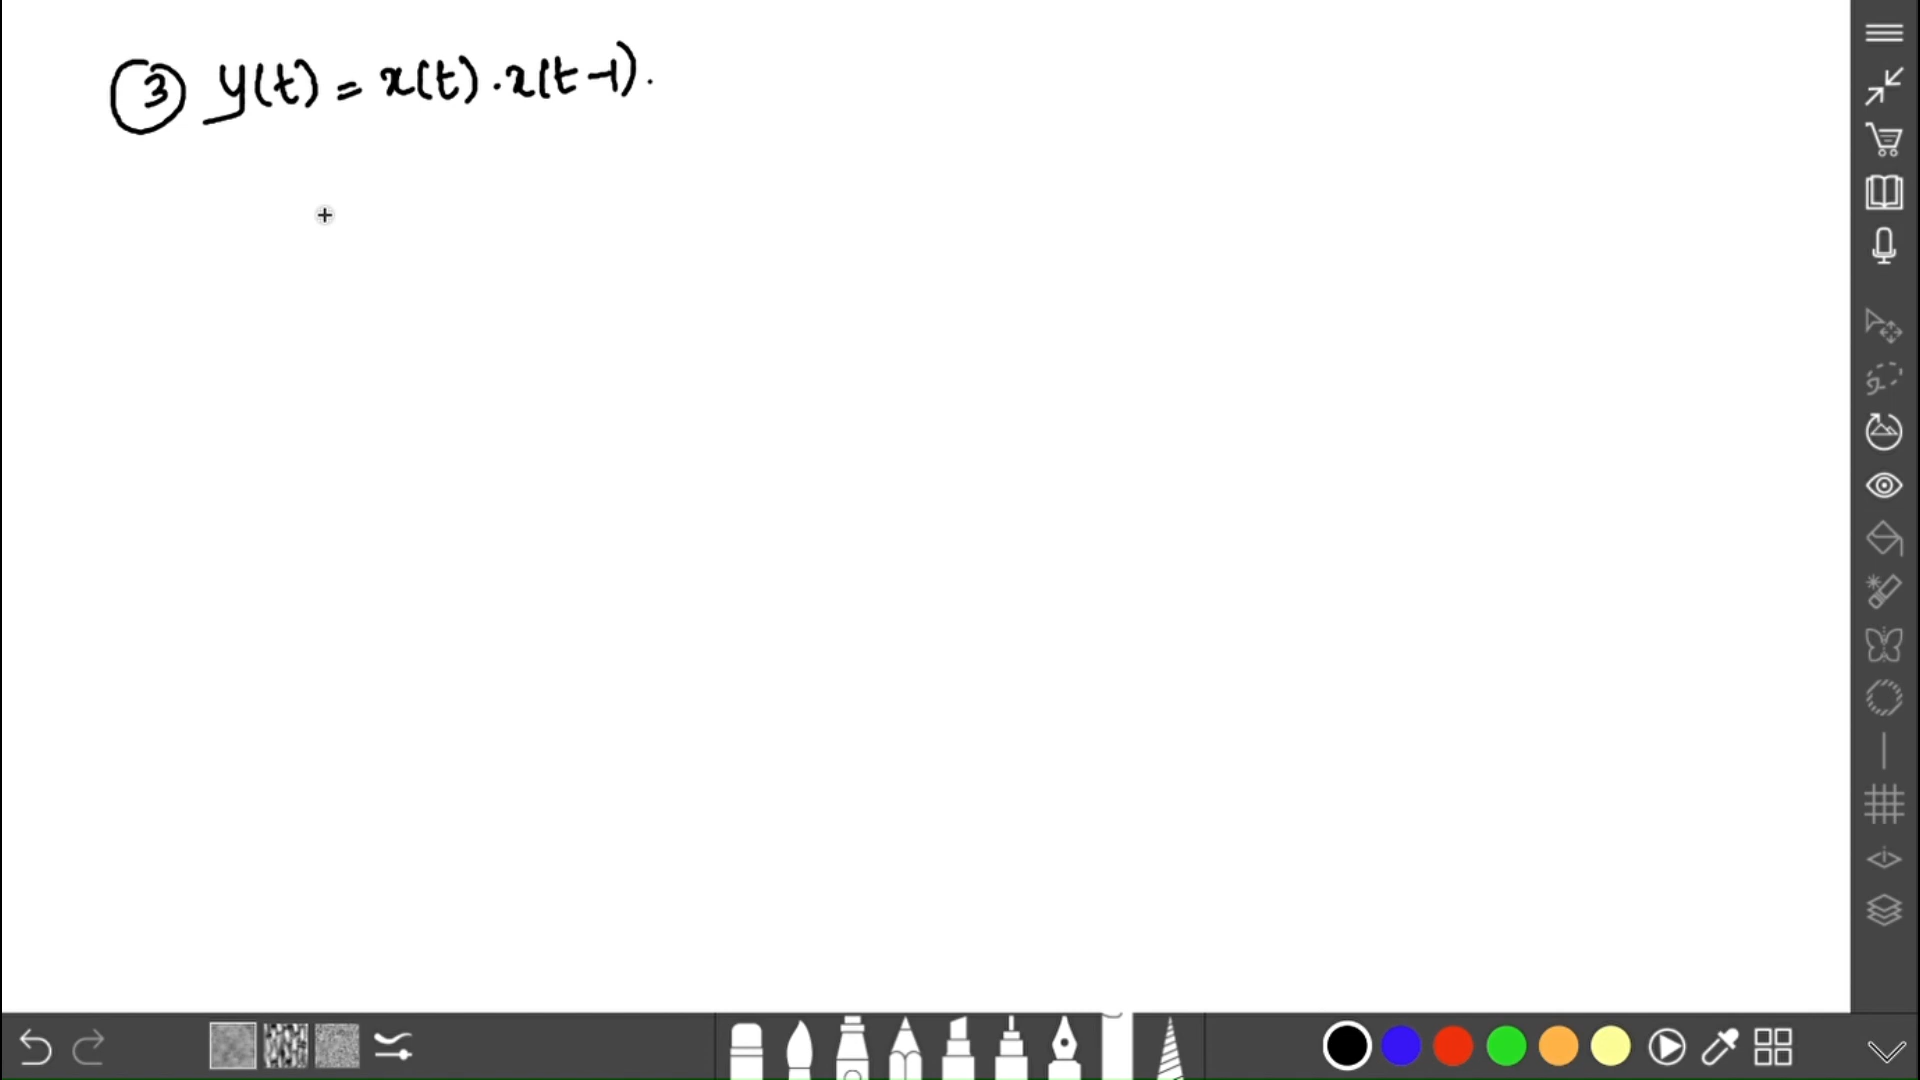 ③ y(t) = x(t) . x(t-1).